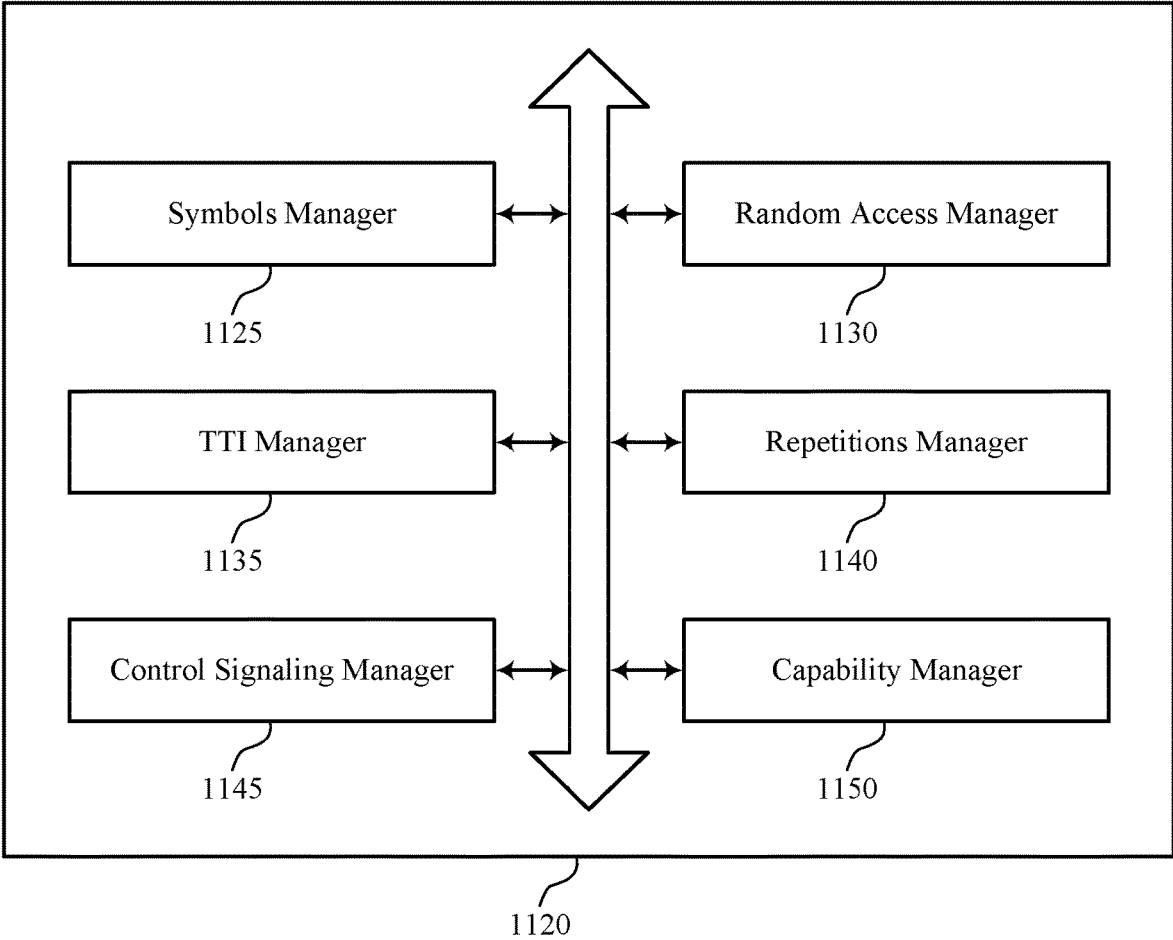 Symbols Manager
Random Access Manager
1125
1130
TTI Manager
Repetitions Manager
1135
1140
Control Signaling Manager
Capability Manager
1145
1150
1120